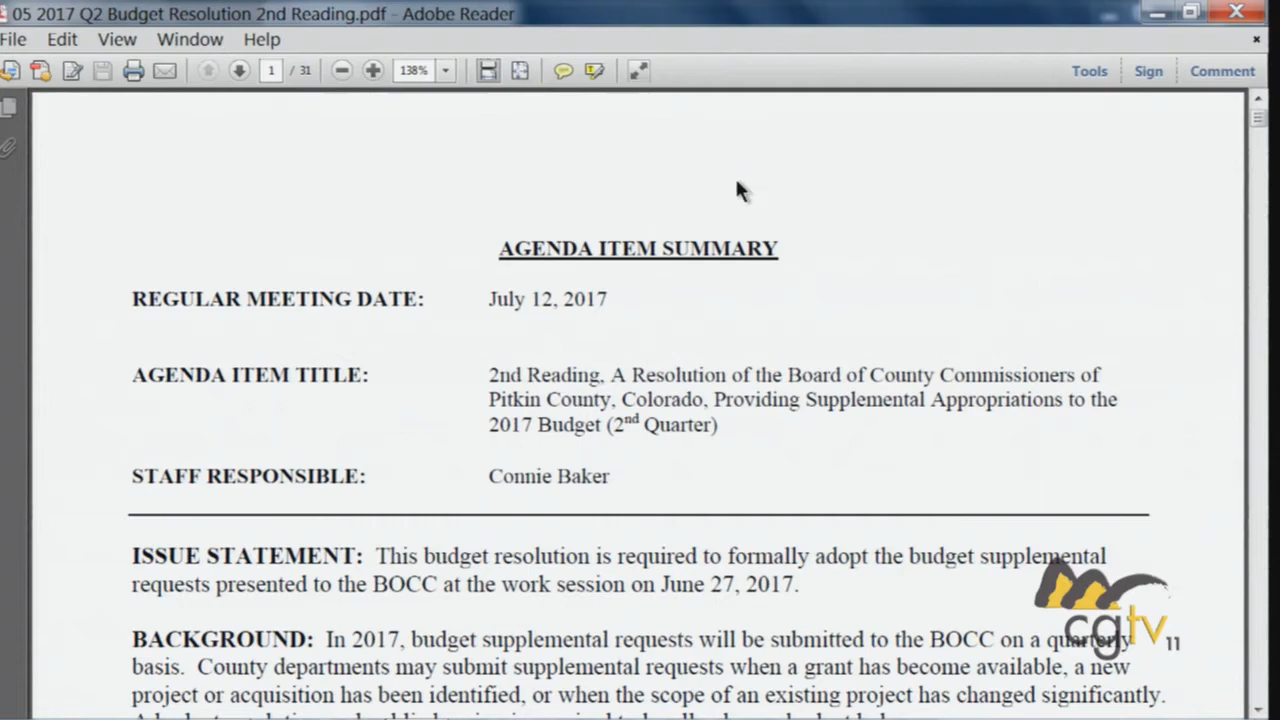 05 2017 Q2 Budget Resolution 2nd Reading.pdf - Adobe Reader
File Edit View Window Help
1 / 31 138% Tools Sign Comment
AGENDA ITEM SUMMARY
REGULAR MEETING DATE: July 12, 2017
AGENDA ITEM TITLE: 2nd Reading, A Resolution of the Board of County Commissioners of
Pitkin County, Colorado, Providing Supplemental Appropriations to the
2017 Budget (2nd Quarter)
STAFF RESPONSIBLE: Connie Baker
ISSUE STATEMENT: This budget resolution is required to formally adopt the budget supplemental
requests presented to the BOCC at the work session on June 27, 2017.
BACKGROUND: In 2017, budget supplemental requests will be submitted to the BOCC on a quarterly
basis. County departments may submit supplemental requests when a grant has become available, a new
project or acquisition has been identified, or when the scope of an existing project has changed significantly.
cgtv 11